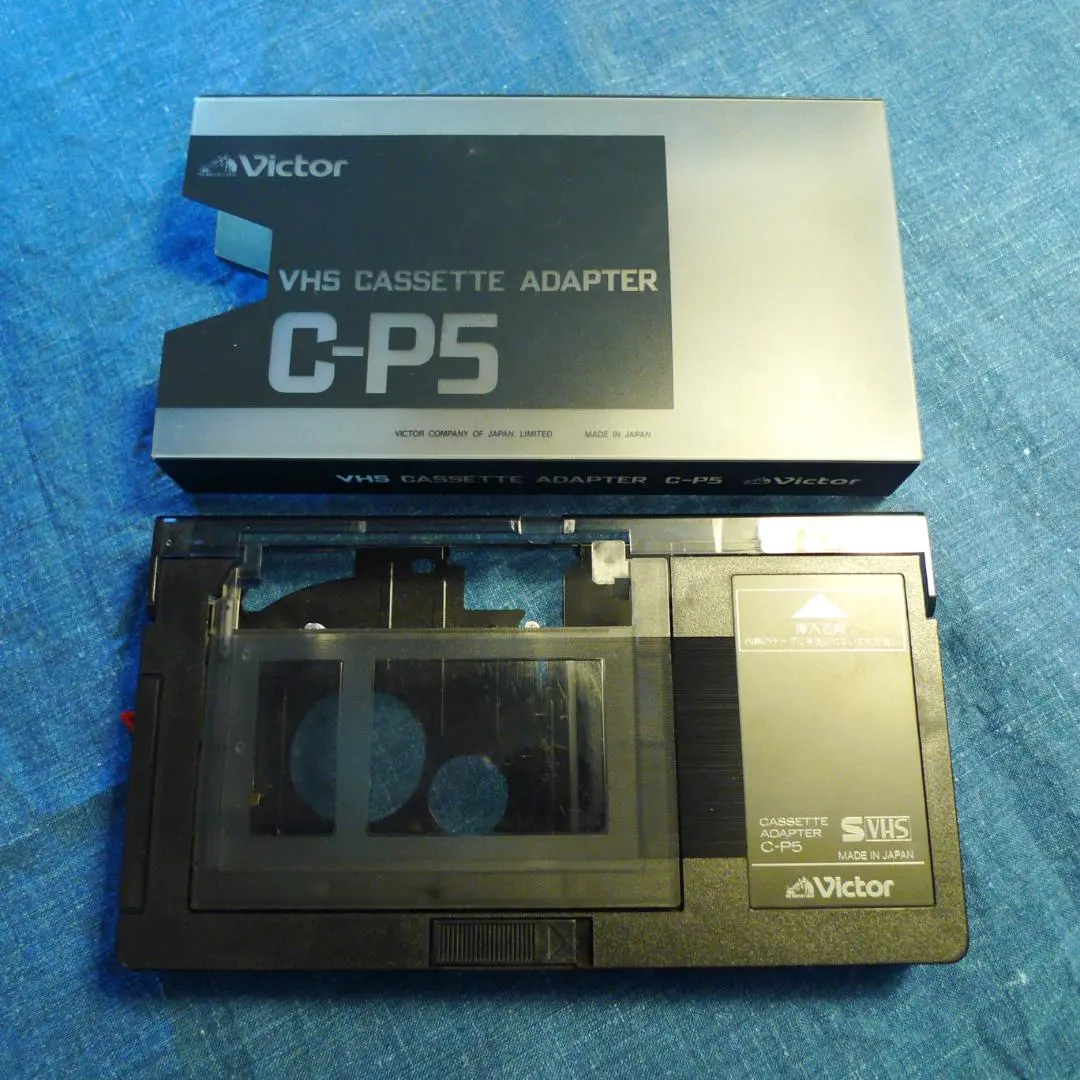 Victor
VHS CASSETTE ADAPTER
C-P5
VICTOR COMPANY OF JAPAN, LIMITED MADE IN JAPAN
VHS CASSETTE ADAPTER C-P5 Victor
挿入方向
CASSETTE
ADAPTER
C-P5
S VHS
MADE IN JAPAN
Victor